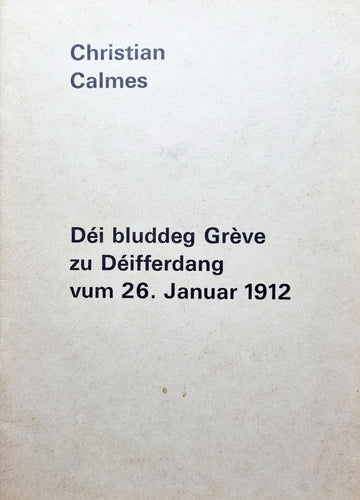 Christian
Calmes
Déi bluddeg Grève
zu Déifferdang
vum 26. Januar 1912